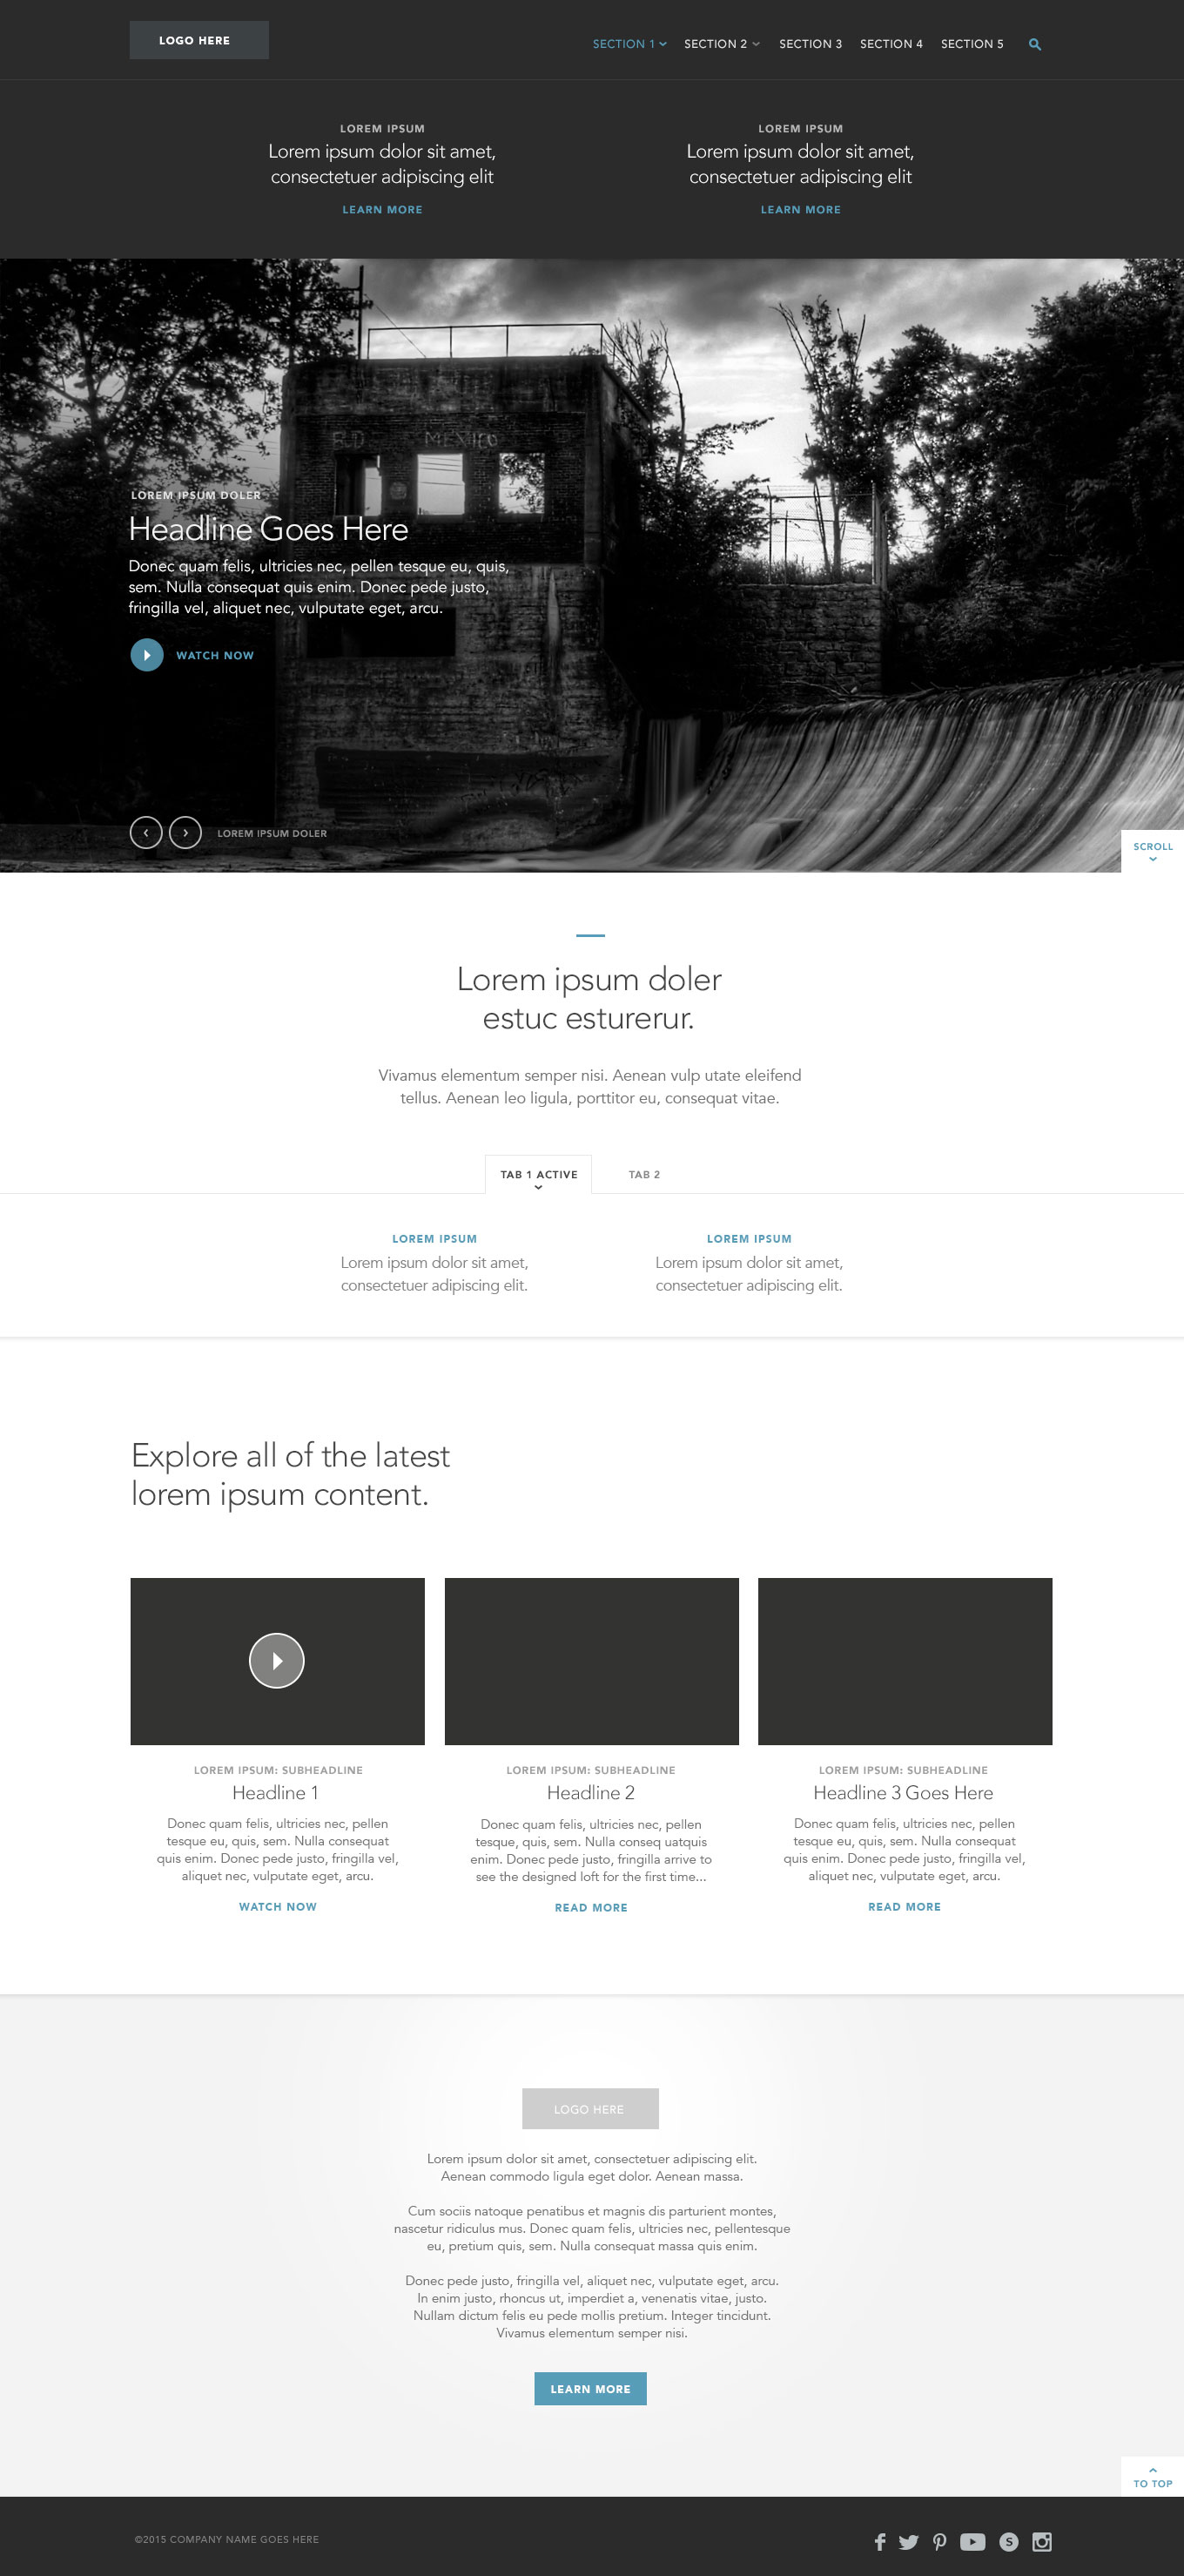 LOGO HERE
SECTION 1
SECTION 2
SECTION 3
SECTION 4
SECTION 5
LOREM IPSUM
Lorem ipsum dolor sit amet,
consectetuer adipiscing elit
LEARN MORE
LOREM IPSUM
Lorem ipsum dolor sit amet,
consectetuer adipiscing elit
LEARN MORE
MEXICO
LOREM IPSUM DOLER
Headline Goes Here
Donec quam felis, ultricies nec, pellen tesque eu, quis,
sem. Nulla consequat quis enim. Donec pede justo,
fringilla vel, aliquet nec, vulputate eget, arcu.
WATCH NOW
LOREM IPSUM DOLER
SCROLL
Lorem ipsum doler
estuc esturerur.
Vivamus elementum semper nisi. Aenean vulp utate eleifend
tellus. Aenean leo ligula, porttitor eu, consequat vitae.
TAB 1 ACTIVE
TAB 2
LOREM IPSUM
Lorem ipsum dolor sit amet,
consectetuer adipiscing elit.
LOREM IPSUM
Lorem ipsum dolor sit amet,
consectetuer adipiscing elit.
Explore all of the latest
lorem ipsum content.
LOREM IPSUM: SUBHEADLINE
Headline 1
Donec quam felis, ultricies nec, pellen
tesque eu, quis, sem. Nulla consequat
quis enim. Donec pede justo, fringilla vel,
aliquet nec, vulputate eget, arcu.
WATCH NOW
LOREM IPSUM: SUBHEADLINE
Headline 2
Donec quam felis, ultricies nec, pellen
tesque, quis, sem. Nulla conseq uatquis
enim. Donec pede justo, fringilla arrive to
see the designed loft for the first time...
READ MORE
LOREM IPSUM: SUBHEADLINE
Headline 3 Goes Here
Donec quam felis, ultricies nec, pellen
tesque eu, quis, sem. Nulla consequat
quis enim. Donec pede justo, fringilla vel,
aliquet nec, vulputate eget, arcu.
READ MORE
LOGO HERE
Lorem ipsum dolor sit amet, consectetuer adipiscing elit.
Aenean commodo ligula eget dolor. Aenean massa.
Cum sociis natoque penatibus et magnis dis parturient montes,
nascetur ridiculus mus. Donec quam felis, ultricies nec, pellentesque
eu, pretium quis, sem. Nulla consequat massa quis enim.
Donec pede justo, fringilla vel, aliquet nec, vulputate eget, arcu.
In enim justo, rhoncus ut, imperdiet a, venenatis vitae, justo.
Nullam dictum felis eu pede mollis pretium. Integer tincidunt.
Vivamus elementum semper nisi.
LEARN MORE
TO TOP
©2015 COMPANY NAME GOES HERE